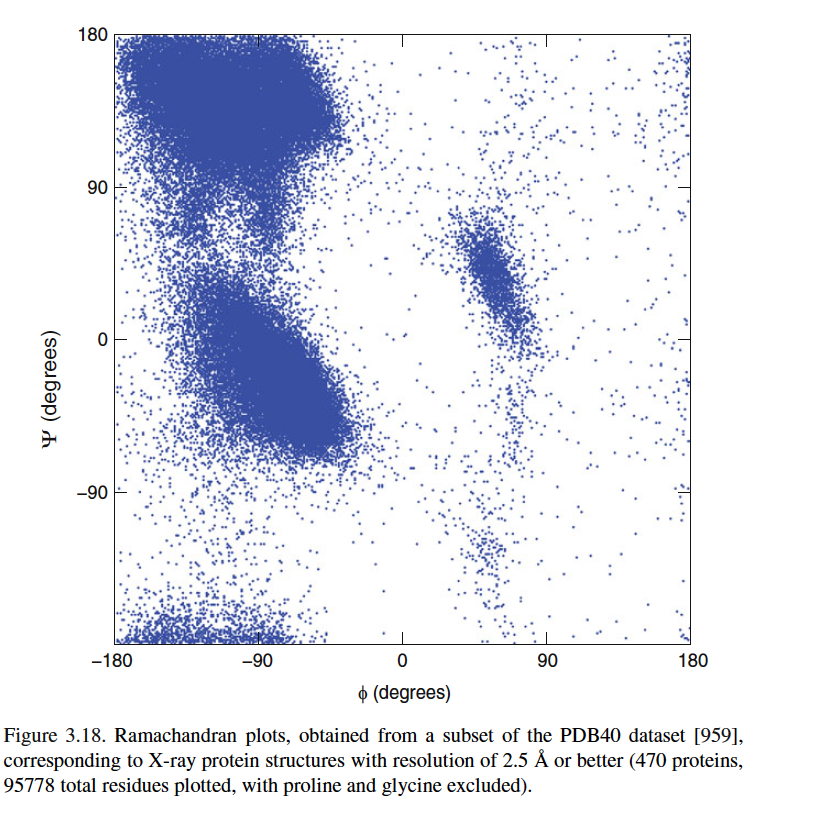 180
90
0
−90
−180
−90
0
90
180
Ψ (degrees)
ϕ (degrees)
Figure 3.18. Ramachandran plots, obtained from a subset of the PDB40 dataset [959],
corresponding to X-ray protein structures with resolution of 2.5 Å or better (470 proteins,
95778 total residues plotted, with proline and glycine excluded).